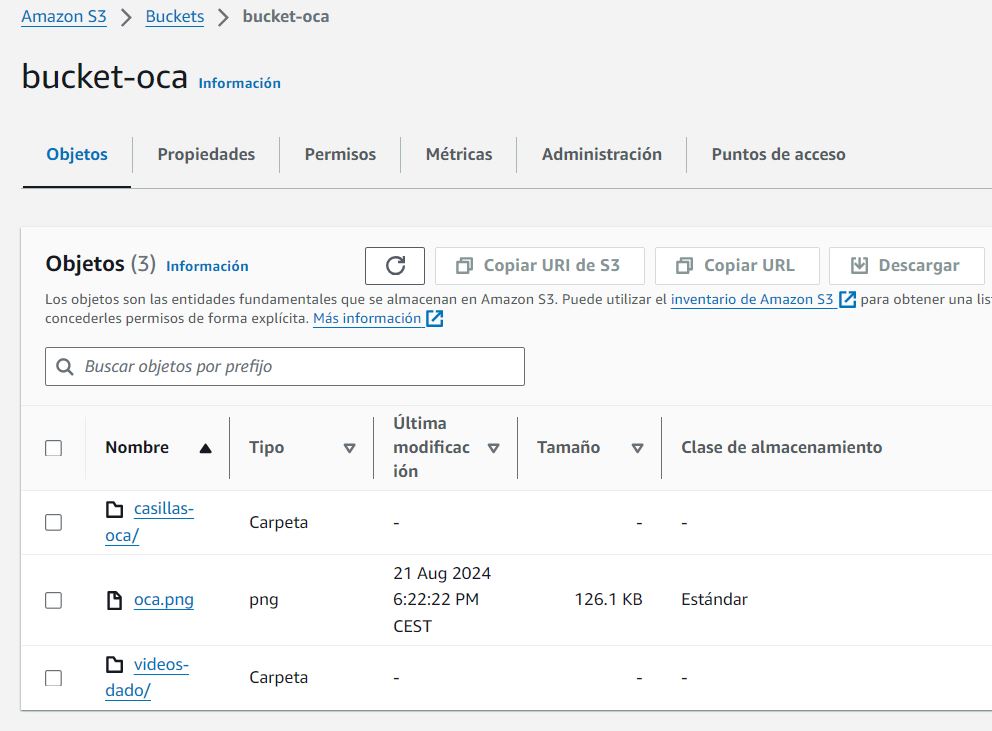 Amazon S3 > Buckets > bucket-oca
bucket-oca Información
Objetos Propiedades Permisos Métricas Administración Puntos de acceso
Objetos (3) Información Copiar URI de S3 Copiar URL Descargar
Los objetos son las entidades fundamentales que se almacenan en Amazon S3. Puede utilizar el inventario de Amazon S3 para obtener una lis
concederles permisos de forma explícita. Más información
Buscar objetos por prefijo
Nombre Tipo Última modificac ión Tamaño Clase de almacenamiento
casillas-
oca/ Carpeta - - -
oca.png png 21 Aug 2024 6:22:22 PM CEST 126.1 KB Estándar
videos-
dado/ Carpeta - - -